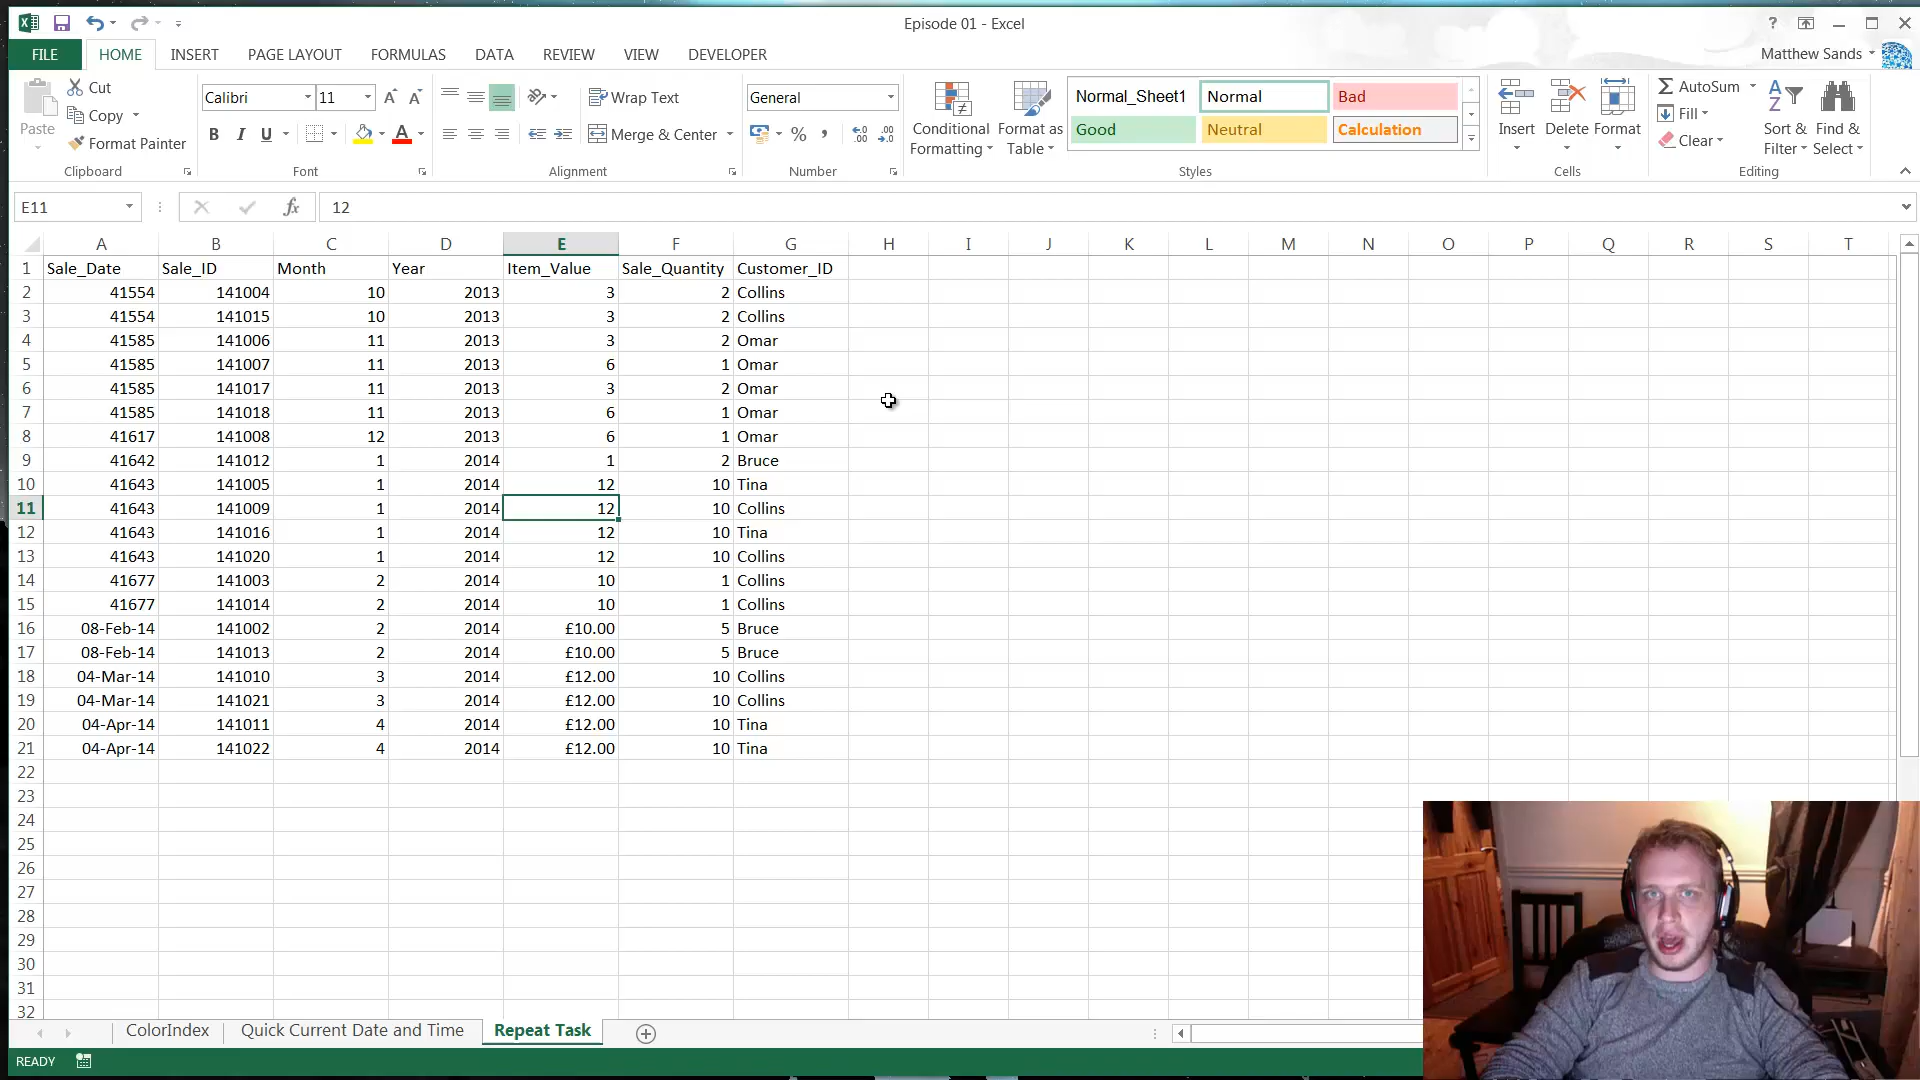 Episode 01 - Excel
?
FILE HOME INSERT PAGE LAYOUT FORMULAS DATA REVIEW VIEW DEVELOPER Matthew Sands
Paste
Cut
Copy
Format Painter
Clipboard
Calibri 11
B I U
Font
Wrap Text
Merge & Center
Alignment
General
%
Number
Conditional Formatting
Format as Table
Normal_Sheet1 Normal Bad
Good Neutral Calculation
Styles
Insert Delete Format
Cells
AutoSum
Fill
Clear
Sort & Filter
Find & Select
Editing
E11 fx 12
A B C D E F G H I J K L M N O P Q R S T
1 Sale_Date Sale_ID Month Year Item_Value Sale_Quantity Customer_ID
2 41554 141004 10 2013 3 2 Collins
3 41554 141015 10 2013 3 2 Collins
4 41585 141006 11 2013 3 2 Omar
5 41585 141007 11 2013 6 1 Omar
6 41585 141017 11 2013 3 2 Omar
7 41585 141018 11 2013 6 1 Omar
8 41617 141008 12 2013 6 1 Omar
9 41642 141012 1 2014 1 2 Bruce
10 41643 141005 1 2014 12 10 Tina
11 41643 141009 1 2014 12 10 Collins
12 41643 141016 1 2014 12 10 Tina
13 41643 141020 1 2014 12 10 Collins
14 41677 141003 2 2014 10 1 Collins
15 41677 141014 2 2014 10 1 Collins
16 08-Feb-14 141002 2 2014 £10.00 5 Bruce
17 08-Feb-14 141013 2 2014 £10.00 5 Bruce
18 04-Mar-14 141010 3 2014 £12.00 10 Collins
19 04-Mar-14 141021 3 2014 £12.00 10 Collins
20 04-Apr-14 141011 4 2014 £12.00 10 Tina
21 04-Apr-14 141022 4 2014 £12.00 10 Tina
22
23
24
25
26
27
28
29
30
31
32
ColorIndex Quick Current Date and Time Repeat Task
READY